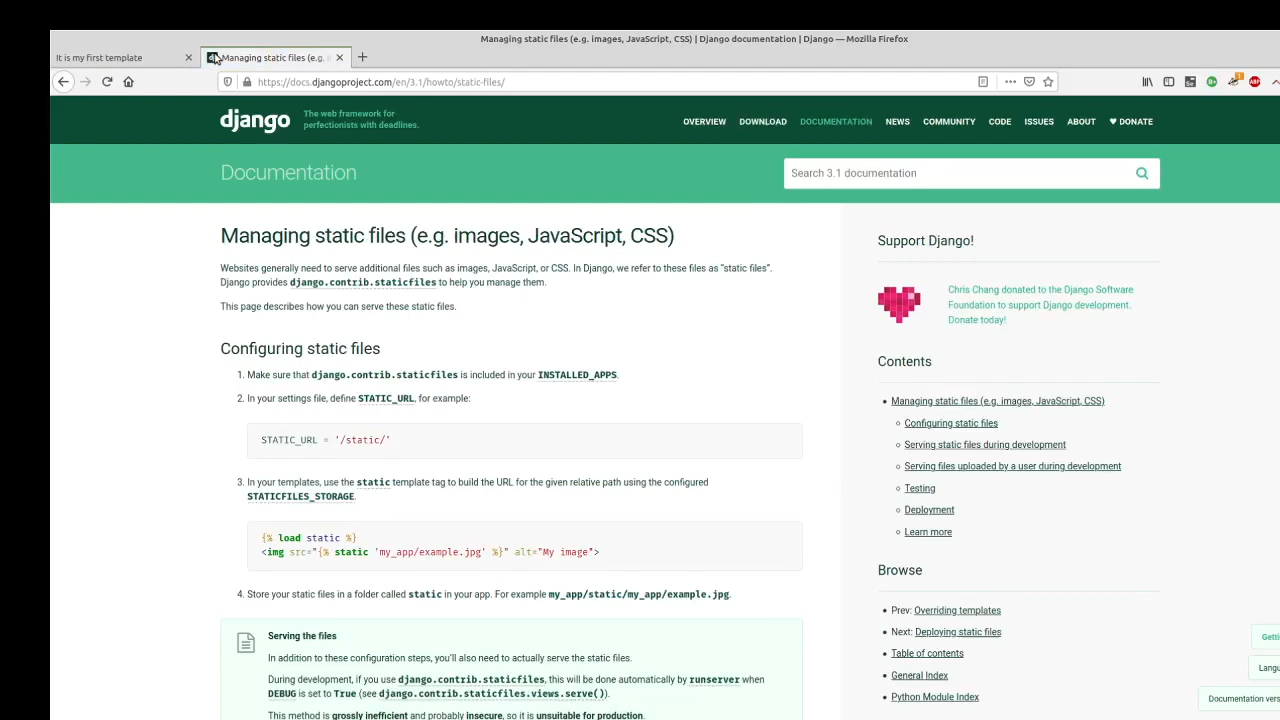 Managing static files (e.g. images, JavaScript, CSS) | Django documentation | Django — Mozilla Firefox
It is my first template
Managing static files (e.g. i
https://docs.djangoproject.com/en/3.1/howto/static-files/
django
The web framework for
perfectionists with deadlines.
OVERVIEW DOWNLOAD DOCUMENTATION NEWS COMMUNITY CODE ISSUES ABOUT ♥ DONATE
Documentation
Search 3.1 documentation
Managing static files (e.g. images, JavaScript, CSS)
Websites generally need to serve additional files such as images, JavaScript, or CSS. In Django, we refer to these files as “static files”.
Django provides django.contrib.staticfiles to help you manage them.
This page describes how you can serve these static files.
Configuring static files
1. Make sure that django.contrib.staticfiles is included in your INSTALLED_APPS.
2. In your settings file, define STATIC_URL, for example:
STATIC_URL = '/static/'
3. In your templates, use the static template tag to build the URL for the given relative path using the configured
STATICFILES_STORAGE.
{% load static %}
<img src="{% static 'my_app/example.jpg' %}" alt="My image">
4. Store your static files in a folder called static in your app. For example my_app/static/my_app/example.jpg.
Serving the files
In addition to these configuration steps, you’ll also need to actually serve the static files.
During development, if you use django.contrib.staticfiles, this will be done automatically by runserver when
DEBUG is set to True (see django.contrib.staticfiles.views.serve()).
This method is grossly inefficient and probably insecure, so it is unsuitable for production.
Support Django!
Chris Chang donated to the Django Software
Foundation to support Django development.
Donate today!
Contents
Managing static files (e.g. images, JavaScript, CSS)
Configuring static files
Serving static files during development
Serving files uploaded by a user during development
Testing
Deployment
Learn more
Browse
Prev: Overriding templates
Next: Deploying static files
Table of contents
General Index
Python Module Index
Getti
Langu
Documentation vers